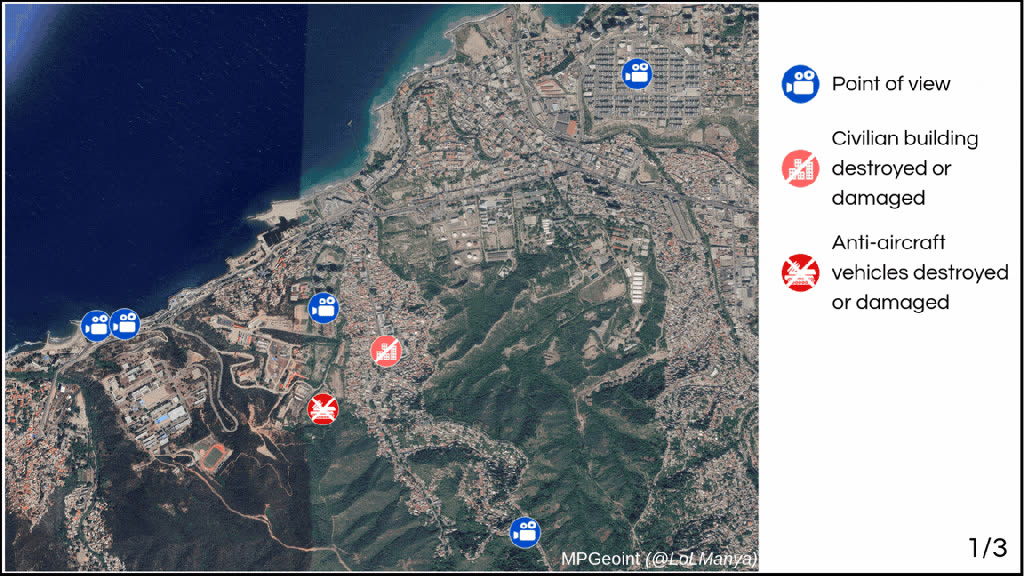 Point of view
Civilian building
destroyed or
damaged
Anti-aircraft
vehicles destroyed
or damaged
MPGeoint (@LoLManya)
1/3